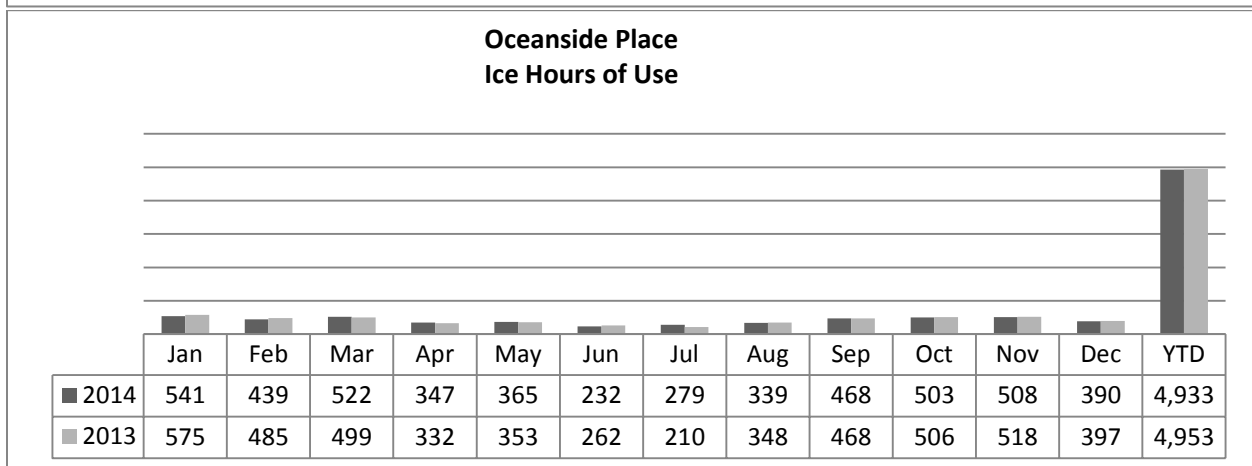 Oceanside Place
Ice Hours of Use
Jan Feb Mar Apr May Jun Jul Aug Sep Oct Nov Dec YTD
2014 541 439 522 347 365 232 279 339 468 503 508 390 4,933
2013 575 485 499 332 353 262 210 348 468 506 518 397 4,953